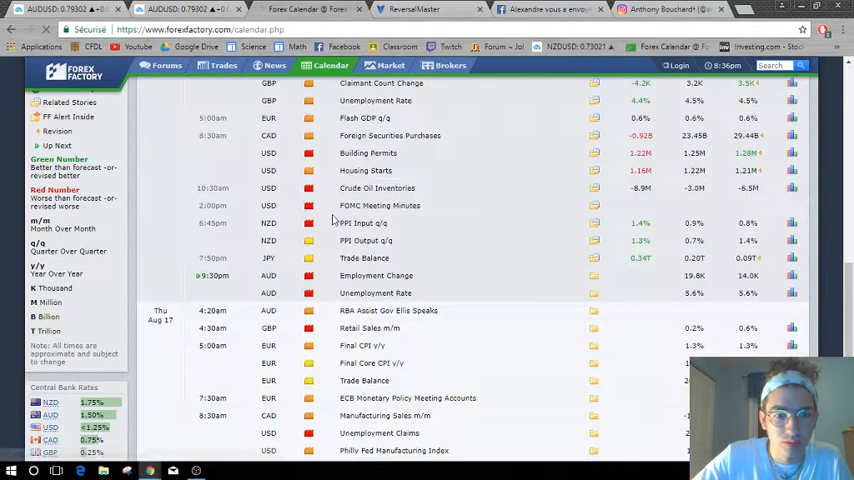 AUDUSD: 0.79302 ▲ +0.0
AUDUSD: 0.79302 ▲ +0.0
Forex Calendar @ Forex
ReversalMaster
Alexandre vous a envoyé
Anthony Bouchardt (@a
Sécurisé
https://www.forexfactory.com/calendar.php
Applications
CFDL
Youtube
Google Drive
Section
Math
Facebook
Classroom
Twitch
Forum ~ Jol
NZDUSD: 0.73021 ▲
Forex Calendar @ For
Investing.com - Stoc
FOREX FACTORY
Forums
Trades
News
Calendar
Market
Brokers
Login
8:36pm
Search
Related Stories
FF Alert Inside
Revision
Up Next
Green Number
Better than forecast -or- revised better
Red Number
Worse than forecast -or- revised worse
m/m
Month Over Month
q/q
Quarter Over Quarter
y/y
Year Over Year
K Thousand
M Million
B Billion
T Trillion
Note: All times are approximate and subject to change
Central Bank Rates
NZD 1.75%
AUD 1.50%
USD <1.25%
CAD 0.75%
GBP 0.25%
GBP Claimant Count Change -4.2K 3.2K 3.5K
GBP Unemployment Rate 4.4% 4.5% 4.5%
5:00am EUR Flash GDP q/q 0.6% 0.6% 0.6%
8:30am CAD Foreign Securities Purchases -0.92B 23.45B 29.44B
USD Building Permits 1.22M 1.25M 1.28M
USD Housing Starts 1.16M 1.22M 1.21M
10:30am USD Crude Oil Inventories -8.9M -3.0M -6.5M
2:00pm USD FOMC Meeting Minutes
6:45pm NZD PPI Input q/q 1.4% 0.9% 0.8%
NZD PPI Output q/q 1.3% 0.7% 1.4%
7:50pm JPY Trade Balance 0.34T 0.20T 0.09T
9:30pm AUD Employment Change 19.8K 14.0K
AUD Unemployment Rate 5.6% 5.6%
Thu Aug 17 4:20am AUD RBA Assist Gov Ellis Speaks
4:30am GBP Retail Sales m/m 0.2% 0.6%
5:00am EUR Final CPI y/y 1.3% 1.3%
EUR Final Core CPI y/y
EUR Trade Balance
7:30am EUR ECB Monetary Policy Meeting Accounts
8:30am CAD Manufacturing Sales m/m
USD Unemployment Claims
USD Philly Fed Manufacturing Index